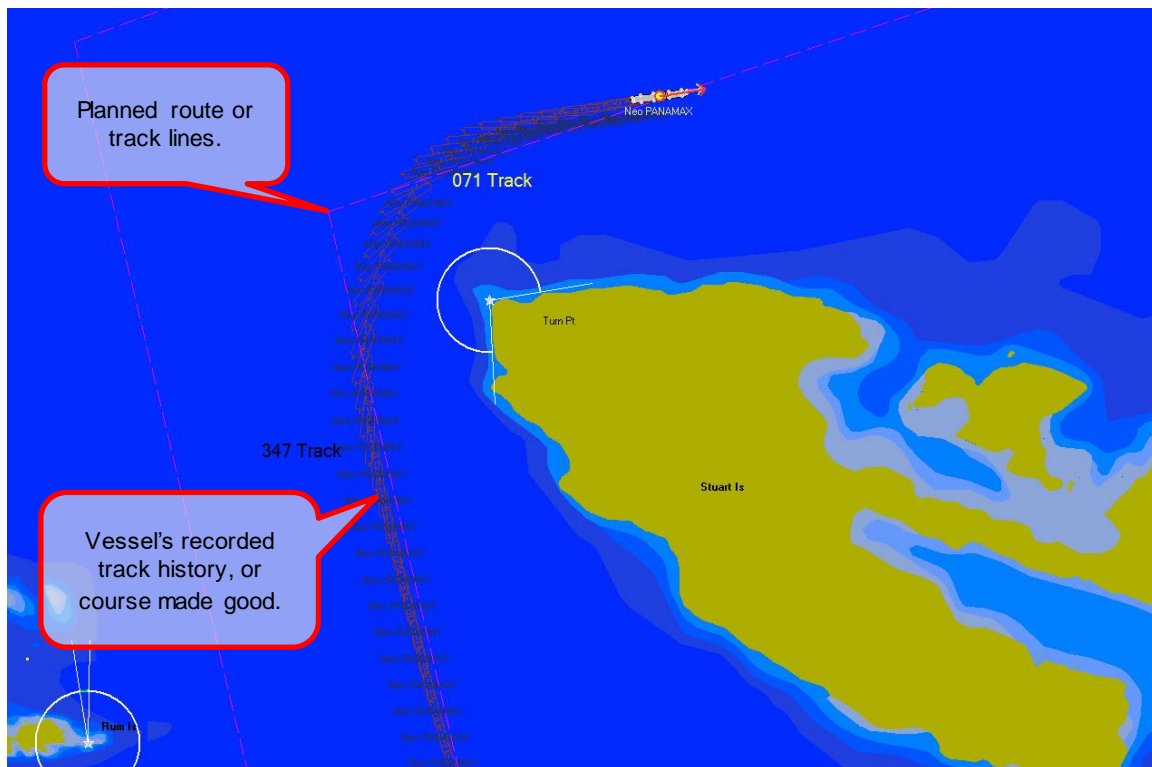 Planned route or
track lines.
Neo PANAMAX
071 Track
Turn Pt
347 Track
Stuart Is
Vessel's recorded
track history, or
course made good.
Rum Is